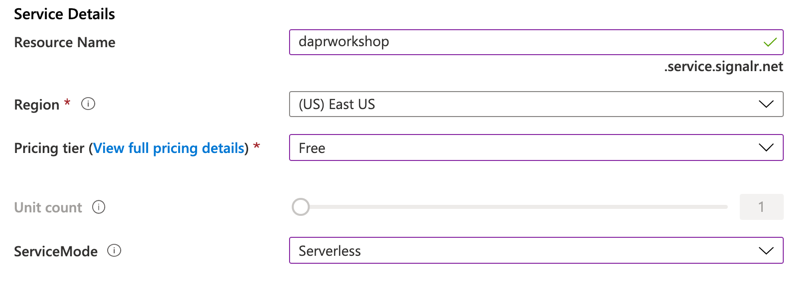 Service Details
Resource Name daprworkshop
.service.signalr.net
Region * (US) East US
Pricing tier (View full pricing details) * Free
Unit count 1
ServiceMode Serverless